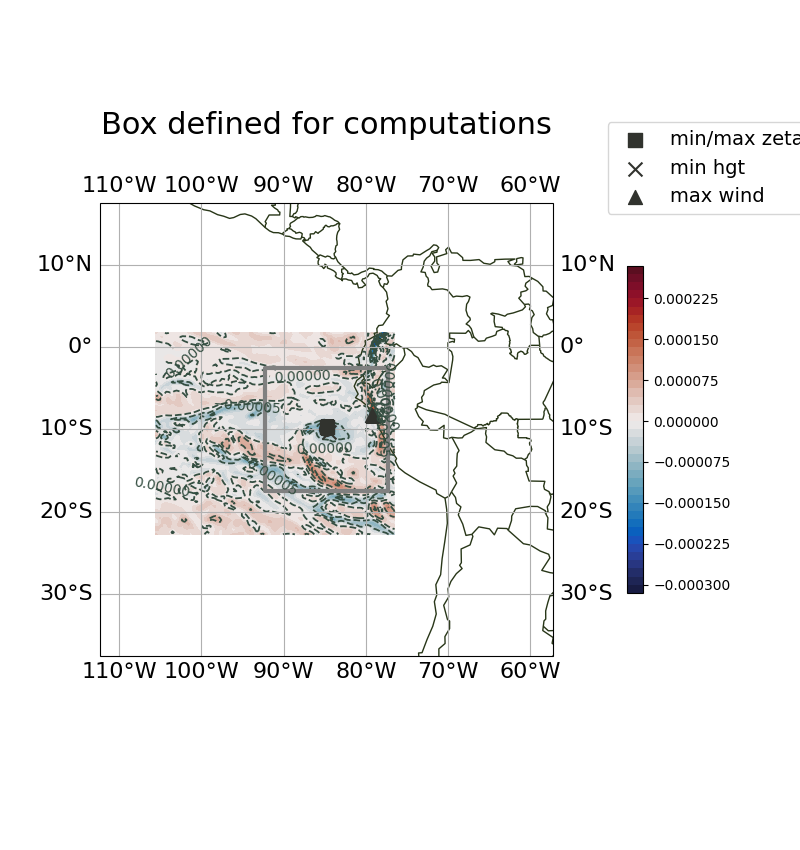 Box defined for computations
min/max zeta
min hgt
max wind
110°W 100°W 90°W 80°W 70°W 60°W
10°N 10°N
0° 0°
10°S 10°S
20°S 20°S
30°S 30°S
110°W 100°W 90°W 80°W 70°W 60°W
0.00000
0.00000
0.00005
0.00000
0.00000
0.000225
0.000150
0.000075
0.000000
−0.000075
−0.000150
−0.000225
−0.000300